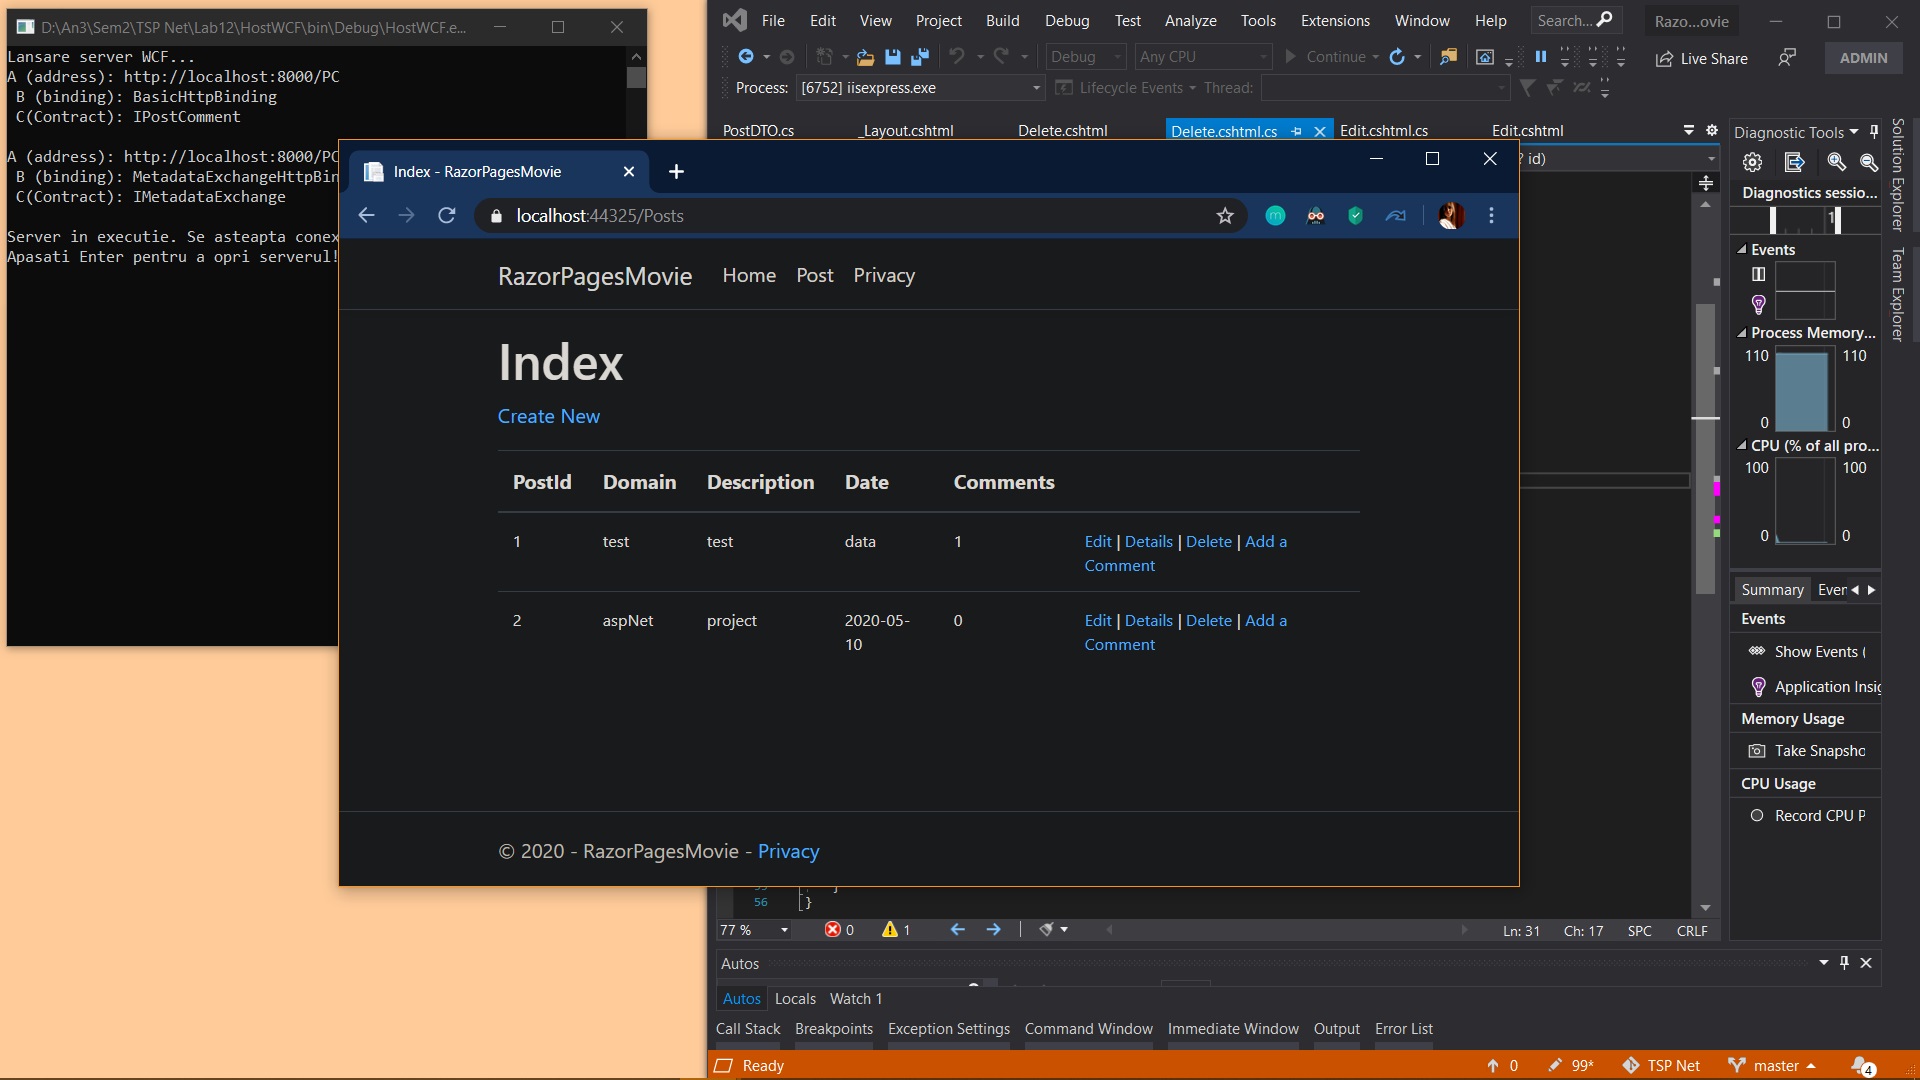 D:\An3\Sem2\TSP Net\Lab12\HostWCF\bin\Debug\HostWCF.e...
Lansare server WCF...
A (address): http://localhost:8000/PC
B (binding): BasicHttpBinding
C(Contract): IPostComment
A (address): http://localhost:8000/PC
B (binding): MetadataExchangeHttpBin
C(Contract): IMetadataExchange
Server in executie. Se asteapta conex
Apasati Enter pentru a opri serverul!
File Edit View Project Build Debug Test Analyze Tools Extensions Window Help Search... Razo...ovie
Debug Any CPU Continue Live Share ADMIN
Process: [6752] iisexpress.exe Lifecycle Events Thread:
PostDTO.cs _Layout.cshtml Delete.cshtml Delete.cshtml.cs Edit.cshtml.cs Edit.cshtml
? id)
Index - RazorPagesMovie
localhost:44325/Posts
RazorPagesMovie Home Post Privacy
Index
Create New
PostId Domain Description Date Comments
1 test test data 1 Edit | Details | Delete | Add a
Comment
2 aspNet project 2020-05- 0 Edit | Details | Delete | Add a
10 Comment
© 2020 - RazorPagesMovie - Privacy
56 }
77 % 0 1 Ln: 31 Ch: 17 SPC CRLF
Autos
Autos Locals Watch 1
Call Stack Breakpoints Exception Settings Command Window Immediate Window Output Error List
Ready 0 99* TSP Net master 4
Diagnostic Tools
Diagnostics sessio...
1
Events
Process Memory...
110 110
0 0
CPU (% of all pro...
100 100
0 0
Summary Even
Events
Show Events (
Application Insig
Memory Usage
Take Snapsho
CPU Usage
Record CPU P
Solution Explorer
Team Explorer